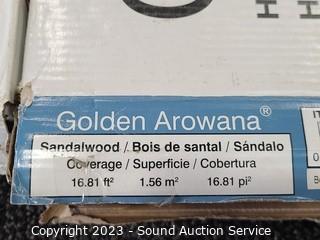 Golden Arowana®
Sandalwood / Bois de santal / Sándalo
Coverage / Superficie / Cobertura
16.81 ft² 1.56 m² 16.81 pi²
Copyright 2023 - Sound Auction Service